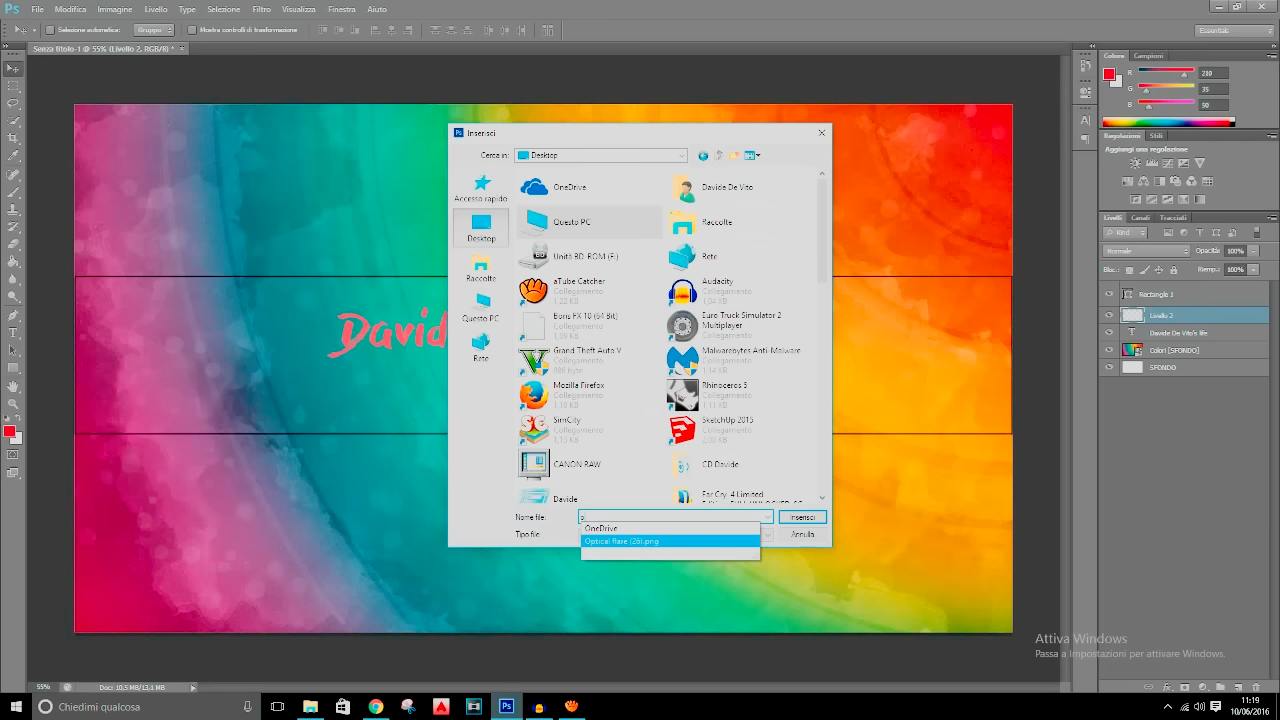 Ps File Modifica Immagine Livello Type Selezione Filtro Visualizza Finestra Aiuto
Selezione automatica: Gruppo Mostra controlli di trasformazione
Essentials
Senza titolo-1 @ 55% (Livello 2, RGB/8) *
Colore Campioni
R 210
G 35
B 50
Regolazioni Stili
Aggiungi una regolazione
Livelli Canali Tracciati
Kind
Normale Opacità: 100%
Bloc.: Riemp.: 100%
Rectangle 1
Livello 2
Davide De Vito's life
Colori [SFONDO]
SFONDO
David
Inserisci
Cerca in: Desktop
Accesso rapido
Desktop
Raccolte
Questo PC
Rete
OneDrive
Davide De Vito
Questo PC
Raccolte
Unità BD-ROM (F:)
Rete
aTube Catcher
Collegamento
1,22 KB
Audacity
Collegamento
1,04 KB
Boris FX 10 (64 Bit)
Collegamento
1,09 KB
Euro Truck Simulator 2
Multiplayer
Collegamento
Grand Theft Auto V
Collegamento
986 byte
Malwarebytes Anti-Malware
Collegamento
1,14 KB
Mozilla Firefox
Collegamento
1,18 KB
Rhinoceros 5
Collegamento
1,11 KB
SimCity
Collegamento
1,15 KB
SketchUp 2015
Collegamento
2,00 KB
CANON RAW
CD Davide
Davide
Far Cry 4 Limited
Nome file: o Inserisci
Tipo file Annulla
OneDrive
Optical flare (26).png
Attiva Windows
Passa a Impostazioni per attivare Windows.
55% Doc: 10,5 MB/13,1 MB
Chiedimi qualcosa
Ps
11:19
10/06/2016